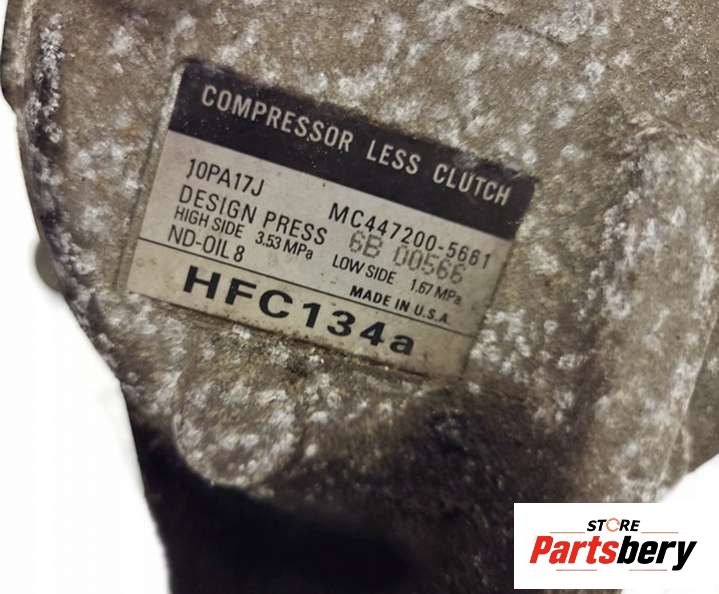 COMPRESSOR LESS CLUTCH
10PA17J MC447200-5661
DESIGN PRESS 6B 00566
HIGH SIDE 3.53 MPa LOW SIDE 1.67 MPa
ND-OIL 8 MADE IN U.S.A.
HFC134a
STORE
Partsbery